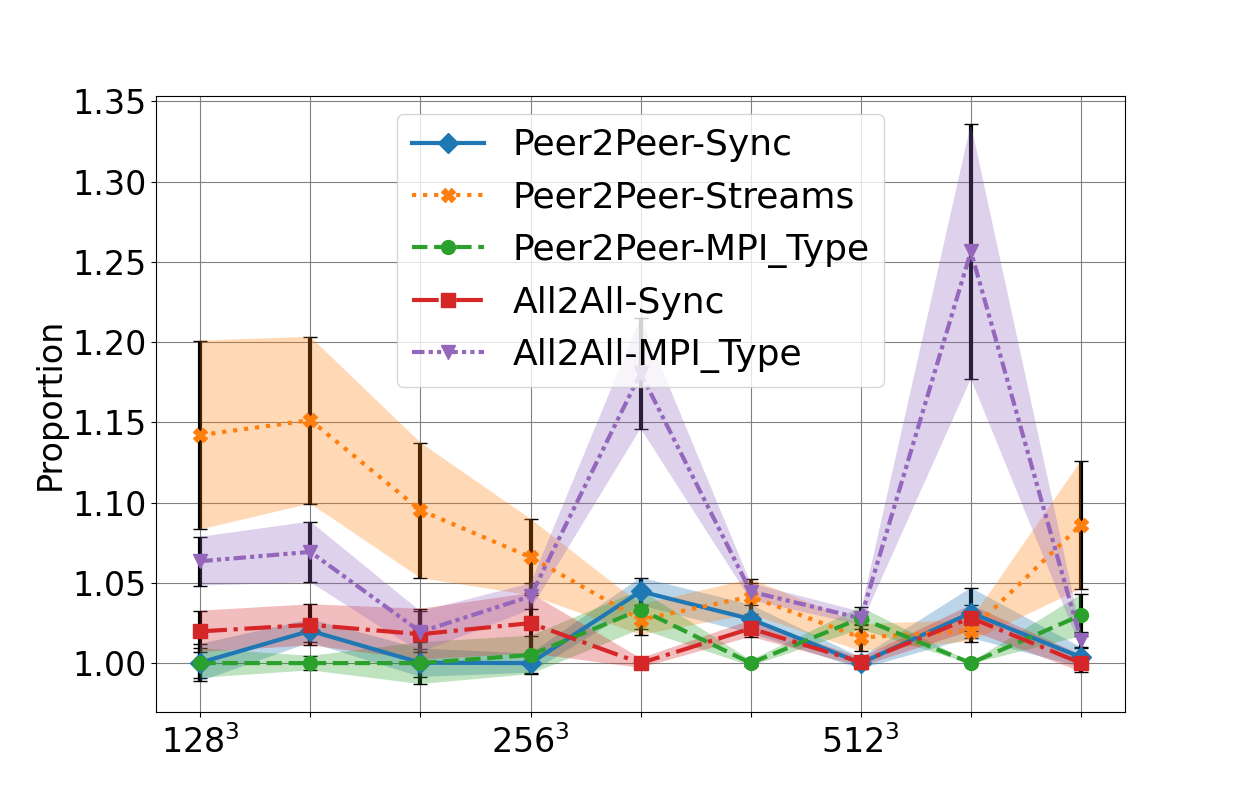 1.35
1.30
1.25
1.20
1.15
1.10
1.05
1.00
Proportion
Peer2Peer-Sync
Peer2Peer-Streams
Peer2Peer-MPI_Type
All2All-Sync
All2All-MPI_Type
128³
256³
512³